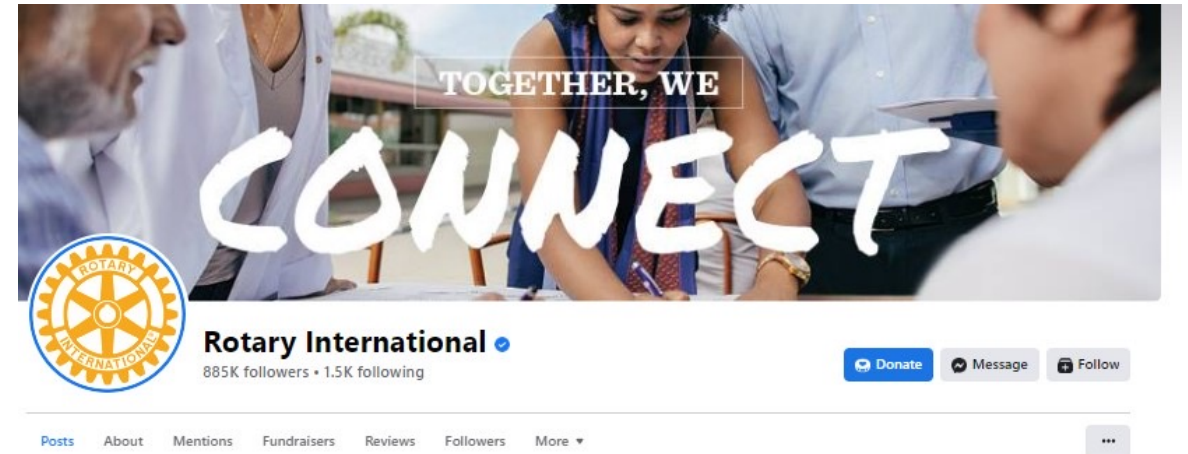 TOGETHER, WE
CONNECT
ROTARY
INTERNATIONAL
Rotary International
885K followers • 1.5K following
Donate
Message
Follow
Posts About Mentions Fundraisers Reviews Followers More ▾
···